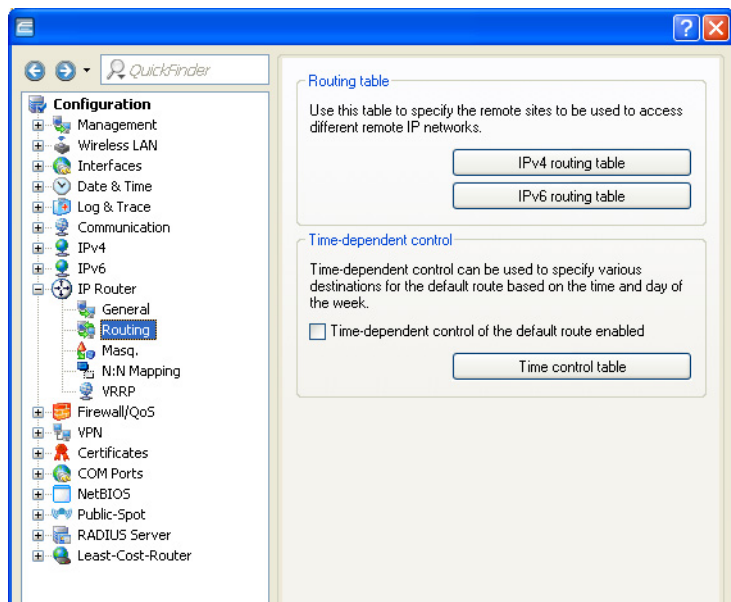 QuickFinder
Configuration
Management
Wireless LAN
Interfaces
Date & Time
Log & Trace
Communication
IPv4
IPv6
IP Router
General
Routing
Masq.
N:N Mapping
VRRP
Firewall/QoS
VPN
Certificates
COM Ports
NetBIOS
Public-Spot
RADIUS Server
Least-Cost-Router
Routing table
Use this table to specify the remote sites to be used to access
different remote IP networks.
IPv4 routing table
IPv6 routing table
Time-dependent control
Time-dependent control can be used to specify various
destinations for the default route based on the time and day of
the week.
Time-dependent control of the default route enabled
Time control table